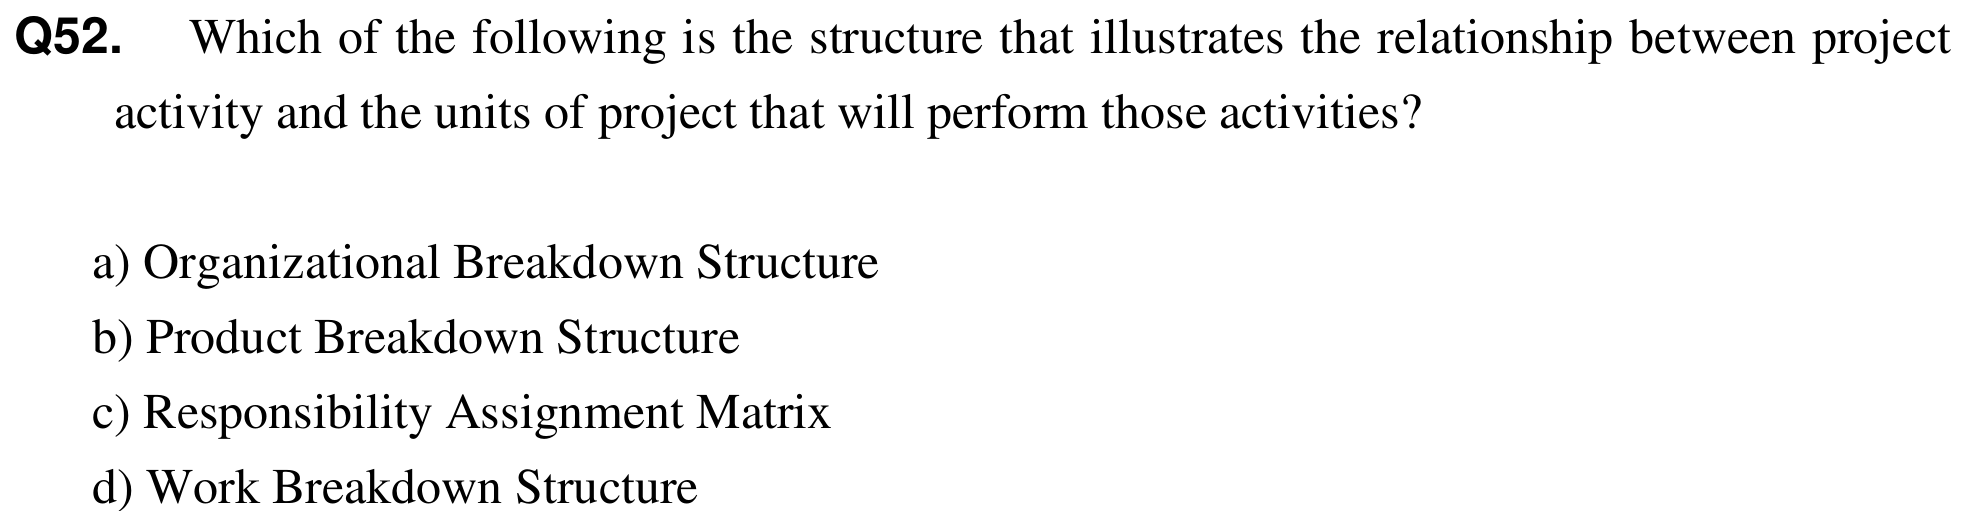 Q52. Which of the following is the structure that illustrates the relationship between project
activity and the units of project that will perform those activities?
a) Organizational Breakdown Structure
b) Product Breakdown Structure
c) Responsibility Assignment Matrix
d) Work Breakdown Structure